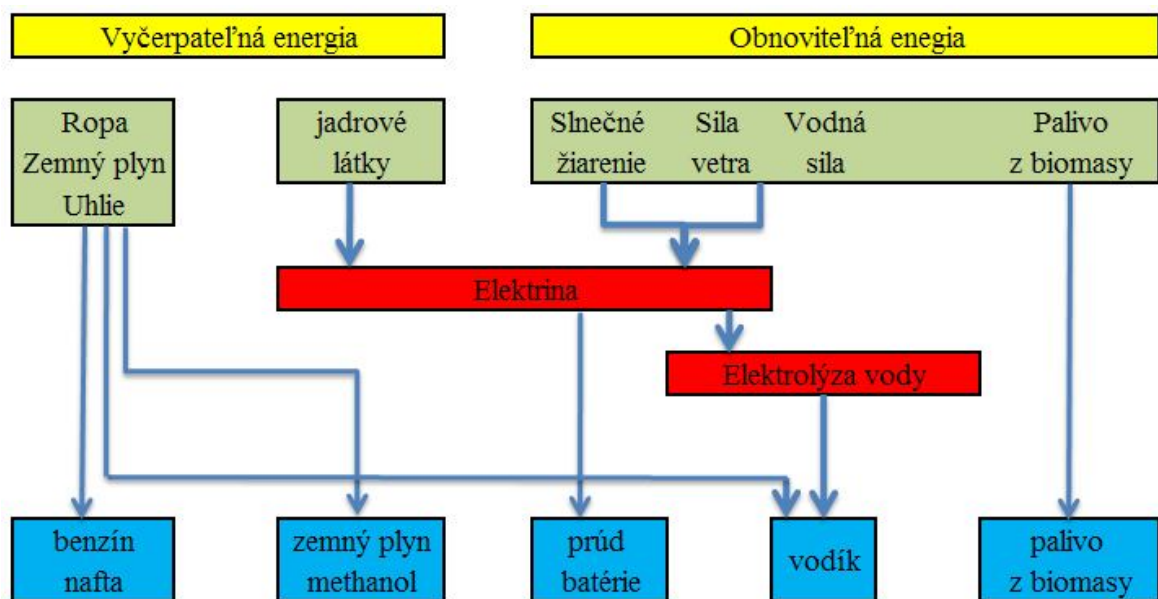 Vyčerpateľná energia
Obnoviteľná enegia
Ropa
Zemný plyn
Uhlie
jadrové
látky
Slnečné
žiarenie
Sila
vetra
Vodná
sila
Palivo
z biomasy
Elektrina
Elektrolýza vody
benzín
nafta
zemný plyn
methanol
prúd
batérie
vodík
palivo
z biomasy